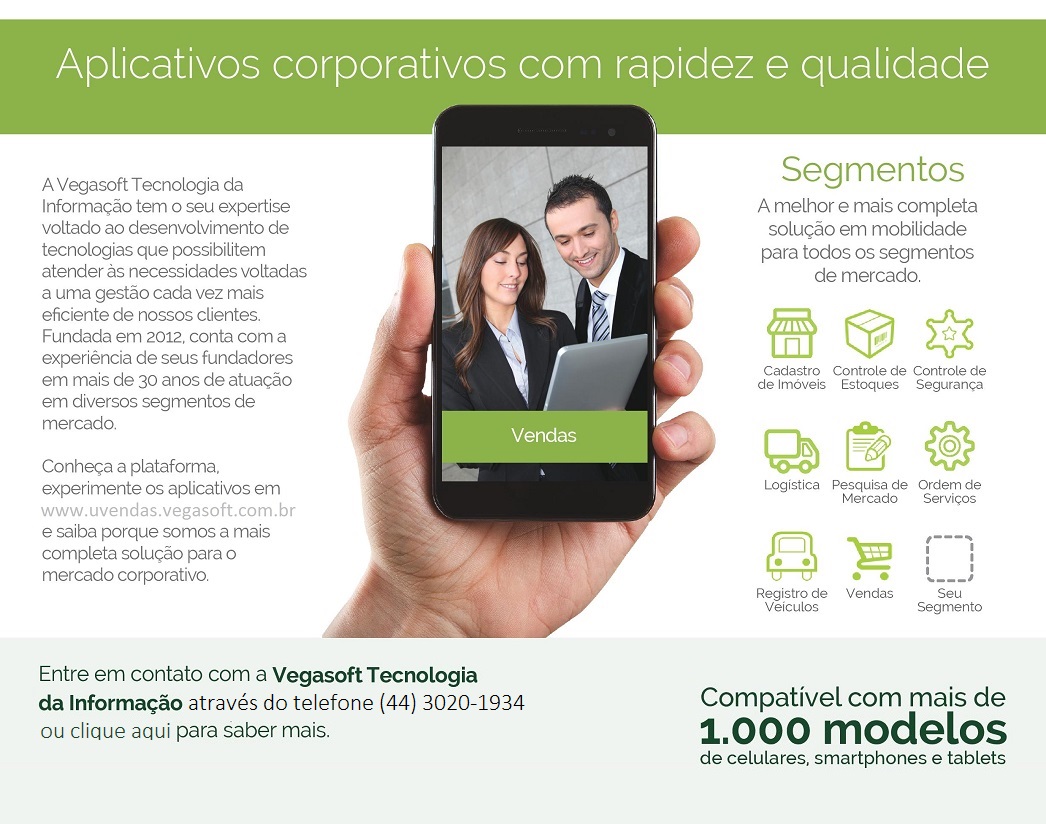 Aplicativos corporativos com rapidez e qualidade
A Vegasoft Tecnologia da
Informação tem o seu expertise
voltado ao desenvolvimento de
tecnologias que possibilitem
atender às necessidades voltadas
a uma gestão cada vez mais
eficiente de nossos clientes.
Fundada em 2012, conta com a
experiência de seus fundadores
em mais de 30 anos de atuação
em diversos segmentos de
mercado.
Conheça a plataforma,
experimente os aplicativos em
www.uvendas.vegasoft.com.br
e saiba porque somos a mais
completa solução para o
mercado corporativo.
Vendas
Segmentos
A melhor e mais completa
solução em mobilidade
para todos os segmentos
de mercado.
Cadastro
de Imóveis
Controle de
Estoques
Controle de
Segurança
Logística
Pesquisa de
Mercado
Ordem de
Serviços
Registro de
Veículos
Vendas
Seu
Segmento
Entre em contato com a Vegasoft Tecnologia
da Informação através do telefone (44) 3020-1934
ou clique aqui para saber mais.
Compatível com mais de
1.000 modelos
de celulares, smartphones e tablets